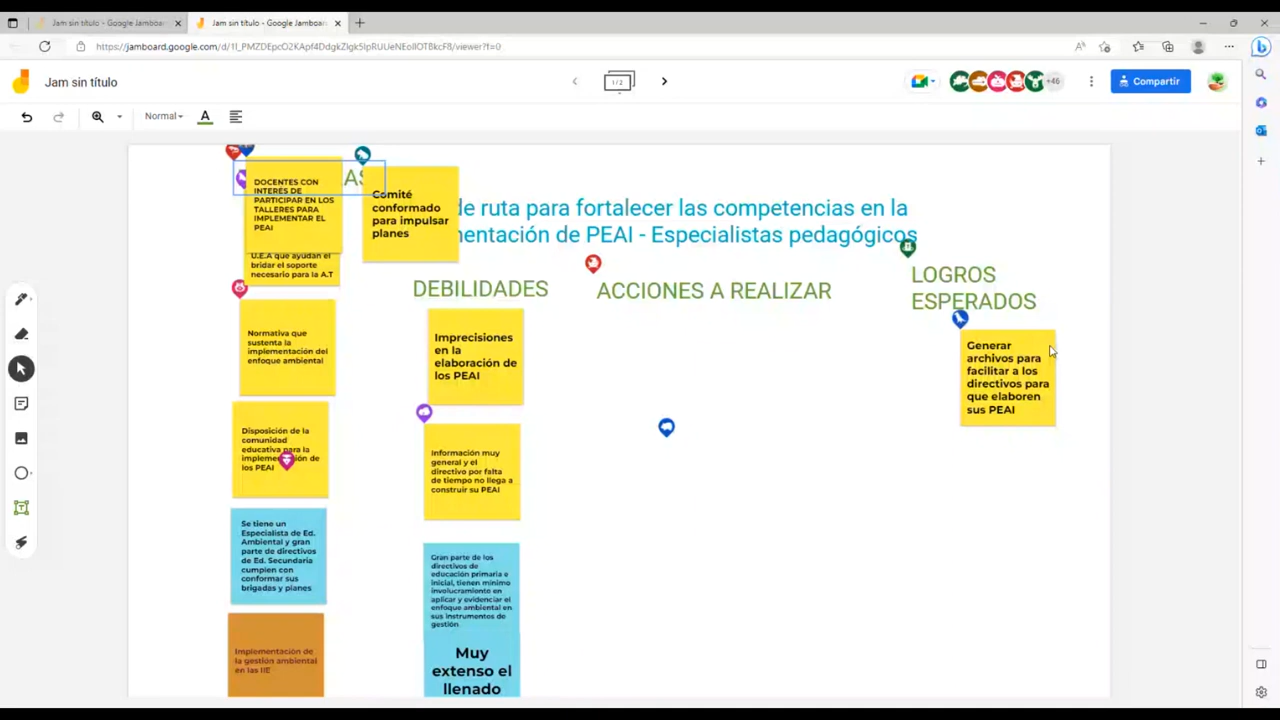 Jam sin título - Google Jamboar
Jam sin título - Google Jamboar
https://jamboard.google.com/d/
viewer?f=0
Jam sin título
1 / 2
+46
Compartir
Normal
AS
de ruta para fortalecer las competencias en la
mentación de PEAI - Especialistas pedagógicos
DOCENTES CON
INTERÉS DE
PARTICIPAR EN LOS
TALLERES PARA
IMPLEMENTAR EL
PEAI
Comité
conformado
para impulsar
planes
U.E.A que ayudan el
bridar el soporte
necesario para la A.T
Normativa que
sustenta la
implementación del
enfoque ambiental
Disposición de la
comunidad
educativa para la
implementación de
los PEAI
Se tiene un
Especialista de Ed.
Ambiental y gran
parte de directivos
de Ed. Secundaria
cumplen con
conformar sus
brigadas y planes
Implementación de
la gestión ambiental
en las IIE
DEBILIDADES
Imprecisiones
en la
elaboración de
los PEAI
Información muy
general y el
directivo por falta
de tiempo no llega a
construir su PEAI
Gran parte de los
directivos de
educación primaria e
inicial, tienen mínimo
involucramiento en
aplicar y evidenciar el
enfoque ambiental en
sus instrumentos de
gestión
Muy
extenso el
llenado
ACCIONES A REALIZAR
LOGROS
ESPERADOS
Generar
archivos para
facilitar a los
directivos para
que elaboren
sus PEAI